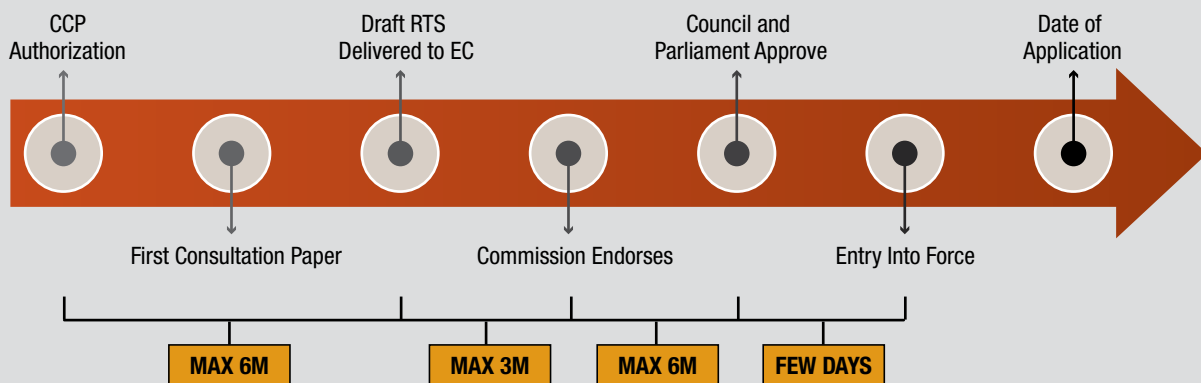 CCP
Authorization
Draft RTS
Delivered to EC
Council and
Parliament Approve
Date of
Application
First Consultation Paper
Commission Endorses
Entry Into Force
MAX 6M
MAX 3M
MAX 6M
FEW DAYS